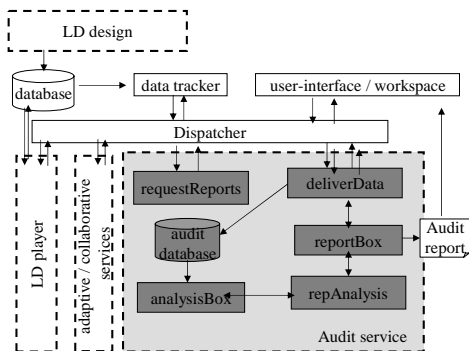 LD design
database
data tracker
user-interface / workspace
Dispatcher
LD player
adaptive / collaborative
services
requestReports
deliverData
audit
database
reportBox
Audit
report
analysisBox
repAnalysis
Audit service